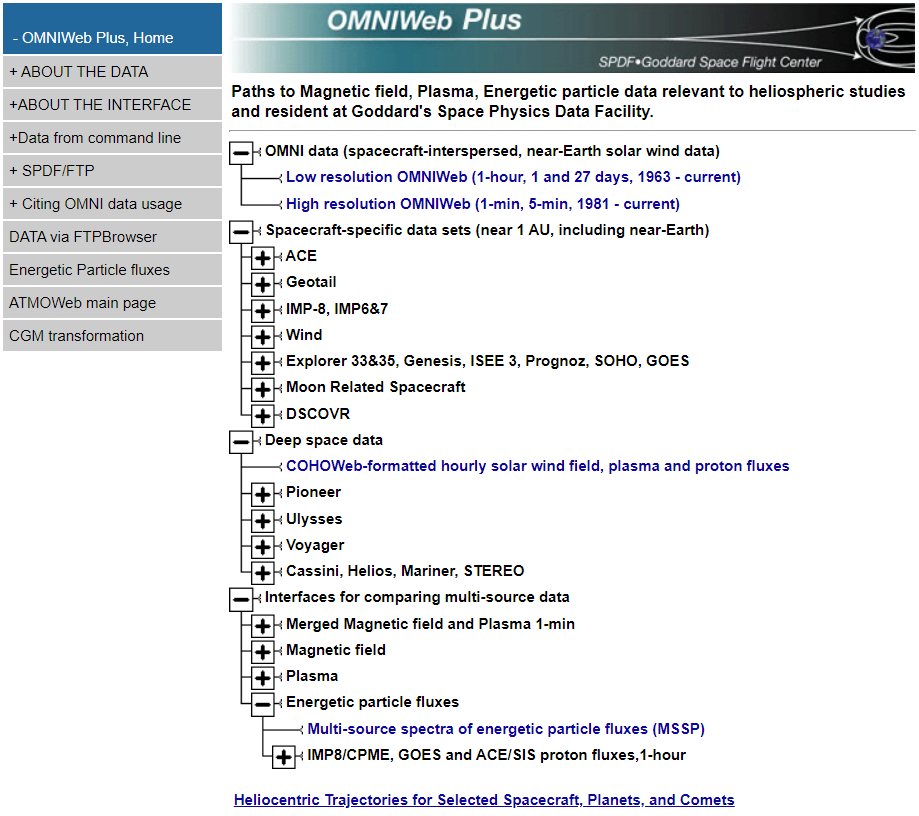 - OMNIWeb Plus, Home
+ ABOUT THE DATA
+ABOUT THE INTERFACE
+Data from command line
+ SPDF/FTP
+ Citing OMNI data usage
DATA via FTPBrowser
Energetic Particle fluxes
ATMOWeb main page
CGM transformation
OMNIWeb Plus
SPDF•Goddard Space Flight Center
Paths to Magnetic field, Plasma, Energetic particle data relevant to heliospheric studies
and resident at Goddard's Space Physics Data Facility.
OMNI data (spacecraft-interspersed, near-Earth solar wind data)
Low resolution OMNIWeb (1-hour, 1 and 27 days, 1963 - current)
High resolution OMNIWeb (1-min, 5-min, 1981 - current)
Spacecraft-specific data sets (near 1 AU, including near-Earth)
ACE
Geotail
IMP-8, IMP6&7
Wind
Explorer 33&35, Genesis, ISEE 3, Prognoz, SOHO, GOES
Moon Related Spacecraft
DSCOVR
Deep space data
COHOWeb-formatted hourly solar wind field, plasma and proton fluxes
Pioneer
Ulysses
Voyager
Cassini, Helios, Mariner, STEREO
Interfaces for comparing multi-source data
Merged Magnetic field and Plasma 1-min
Magnetic field
Plasma
Energetic particle fluxes
Multi-source spectra of energetic particle fluxes (MSSP)
IMP8/CPME, GOES and ACE/SIS proton fluxes,1-hour
Heliocentric Trajectories for Selected Spacecraft, Planets, and Comets